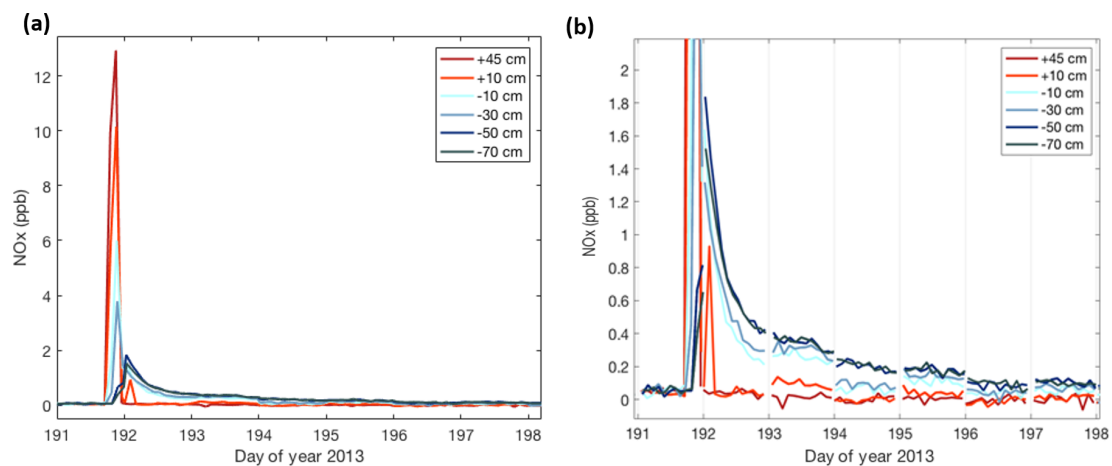 (a)
12
10
8
6
4
2
0
NOx (ppb)
191 192 193 194 195 196 197 198
Day of year 2013
+45 cm
+10 cm
-10 cm
-30 cm
-50 cm
-70 cm
(b)
2
1.8
1.6
1.4
1.2
1
0.8
0.6
0.4
0.2
0
NOx (ppb)
191 192 193 194 195 196 197 198
Day of year 2013
+45 cm
+10 cm
-10 cm
-30 cm
-50 cm
-70 cm